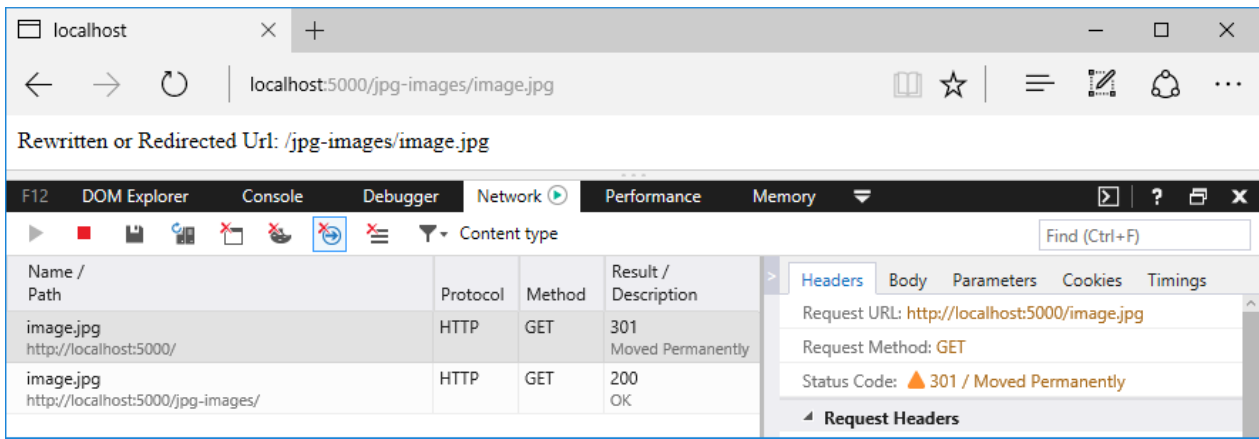 localhost
localhost:5000/jpg-images/image.jpg
Rewritten or Redirected Url: /jpg-images/image.jpg
F12 DOM Explorer Console Debugger Network Performance Memory ?
Content type Find (Ctrl+F)
Name / Path Protocol Method Result / Description
image.jpg HTTP GET 301
http://localhost:5000/ Moved Permanently
image.jpg HTTP GET 200
http://localhost:5000/jpg-images/ OK
Headers Body Parameters Cookies Timings
Request URL: http://localhost:5000/image.jpg
Request Method: GET
Status Code: 301 / Moved Permanently
Request Headers